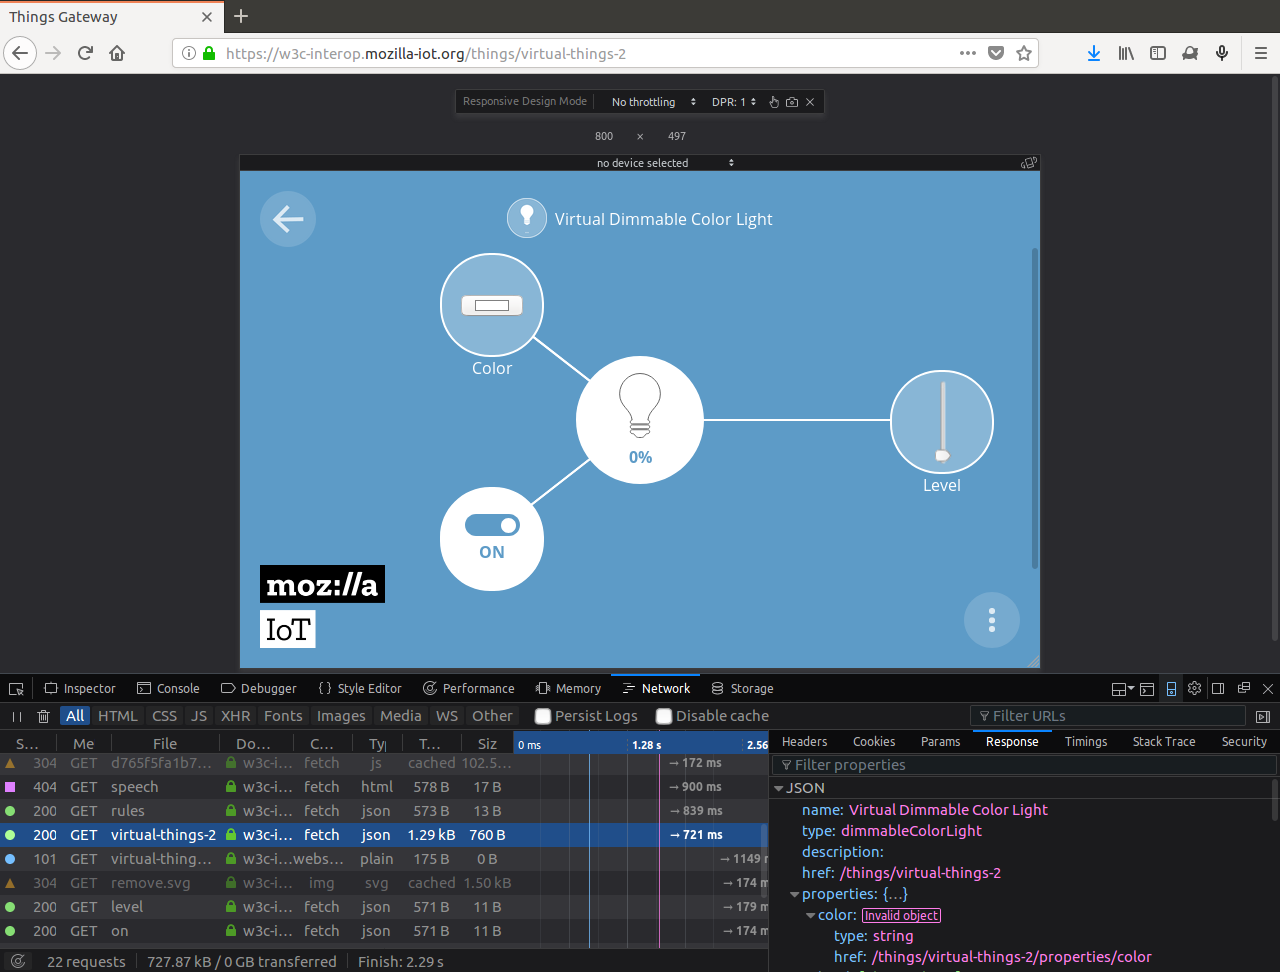 Things Gateway
https://w3c-interop.mozilla-iot.org/things/virtual-things-2
Responsive Design Mode No throttling DPR: 1
800 × 497
no device selected
Virtual Dimmable Color Light
Color
0%
Level
ON
moz://a
IoT
Inspector Console Debugger Style Editor Performance Memory Network Storage
All HTML CSS JS XHR Fonts Images Media WS Other Persist Logs Disable cache Filter URLs
S... Me File Do... C... Ty T... Siz 0 ms 1.28 s 2.56
304 GET d765f5fa1b7... w3c-i... fetch js cached 102.5... → 172 ms
404 GET speech w3c-i... fetch html 578 B 17 B → 900 ms
200 GET rules w3c-i... fetch json 573 B 13 B → 839 ms
200 GET virtual-things-2 w3c-i... fetch json 1.29 kB 760 B → 721 ms
101 GET virtual-thing... w3c-i... webs... plain 175 B 0 B → 1149 m
304 GET remove.svg w3c-i... img svg cached 1.50 kB → 174 m
200 GET level w3c-i... fetch json 571 B 11 B → 179 m
200 GET on w3c-i... fetch json 571 B 11 B → 174 m
22 requests 727.87 kB / 0 GB transferred Finish: 2.29 s
Headers Cookies Params Response Timings Stack Trace Security
Filter properties
JSON
name: Virtual Dimmable Color Light
type: dimmableColorLight
description:
href: /things/virtual-things-2
properties: {...}
color: Invalid object
type: string
href: /things/virtual-things-2/properties/color